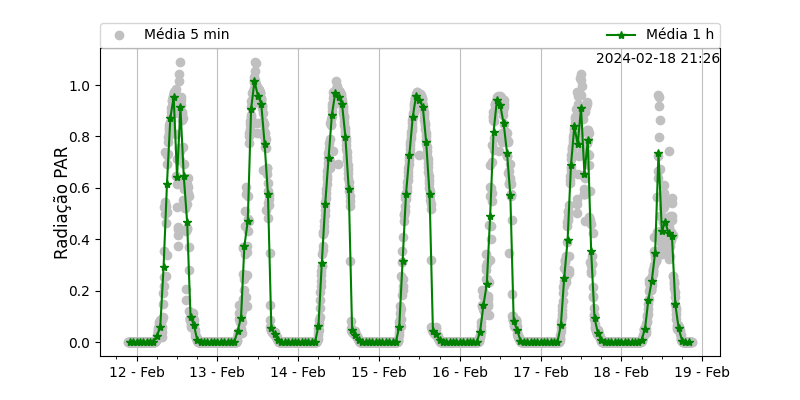 Média 5 min
Média 1 h
2024-02-18 21:26
Radiação PAR
1.0
0.8
0.6
0.4
0.2
0.0
12 - Feb 13 - Feb 14 - Feb 15 - Feb 16 - Feb 17 - Feb 18 - Feb 19 - Feb